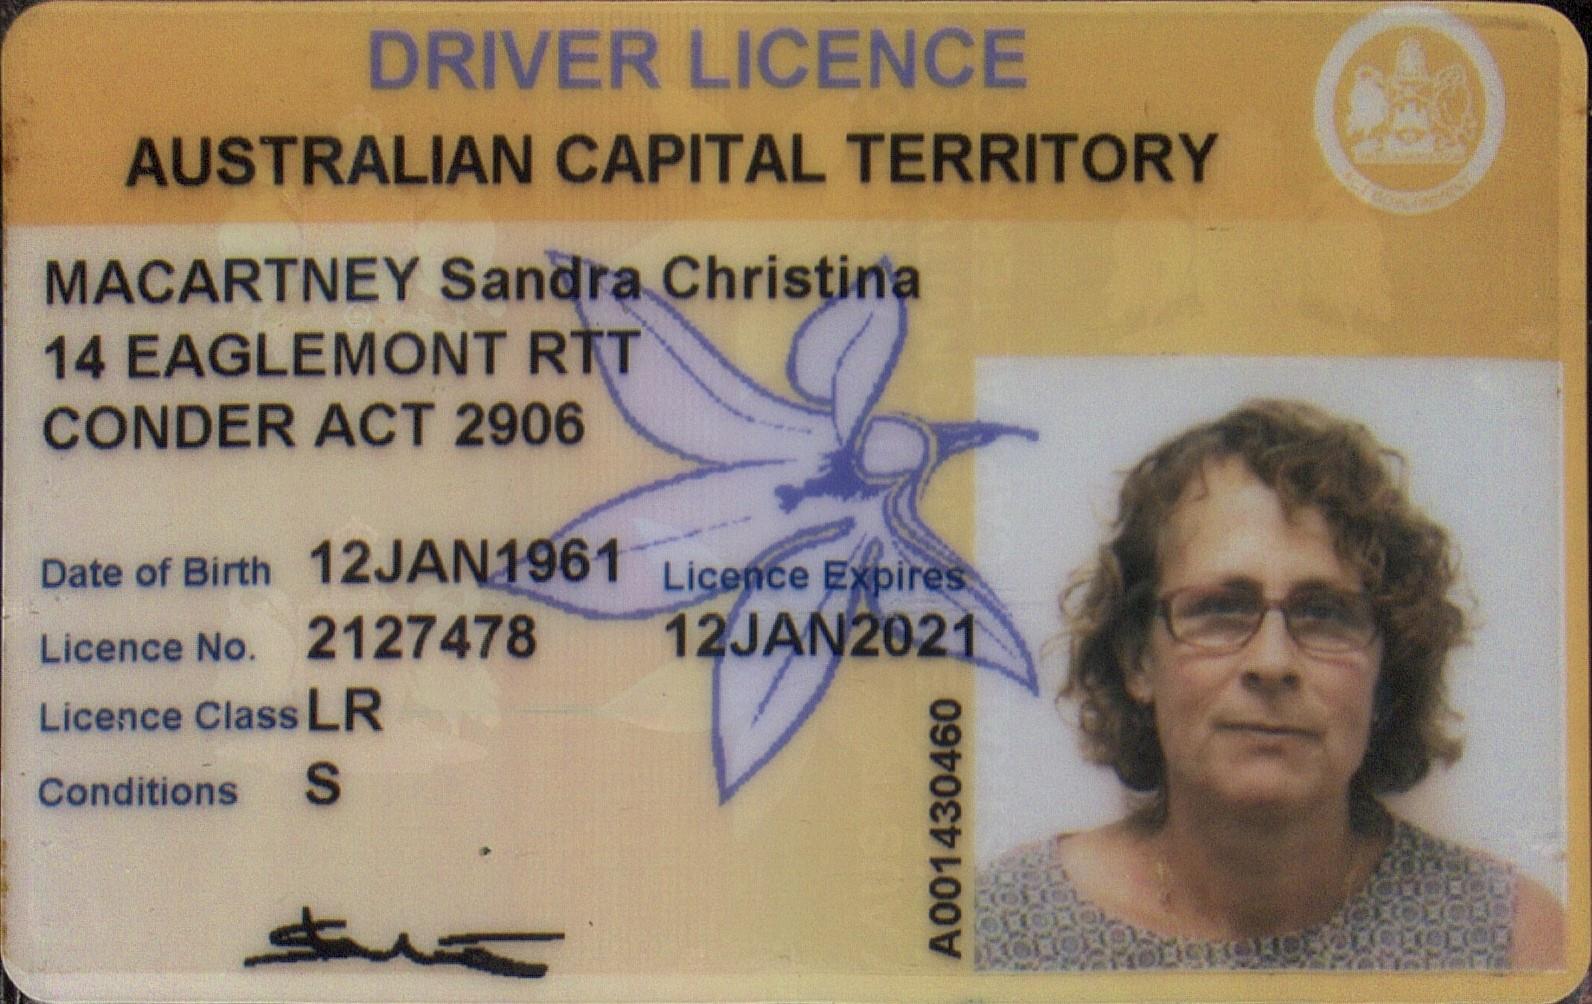 DRIVER LICENCE
AUSTRALIAN CAPITAL TERRITORY
MACARTNEY Sandra Christina
14 EAGLEMONT RTT
CONDER ACT 2906
Date of Birth 12JAN1961
Licence Expires
Licence No. 2127478 12JAN2021
Licence Class LR
Conditions S
A001430460